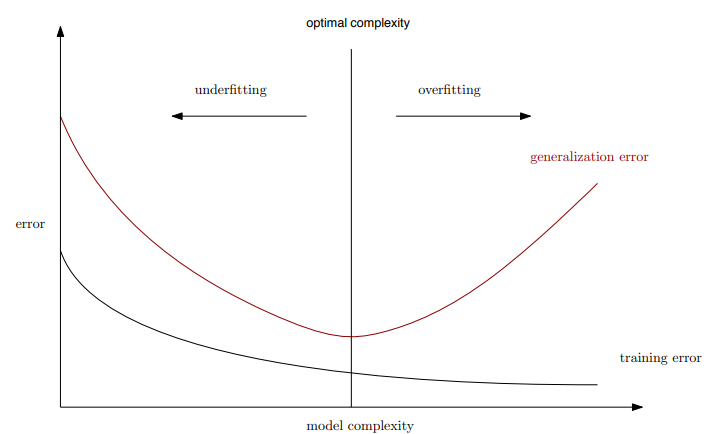 optimal complexity
underfitting
overfitting
generalization error
error
training error
model complexity